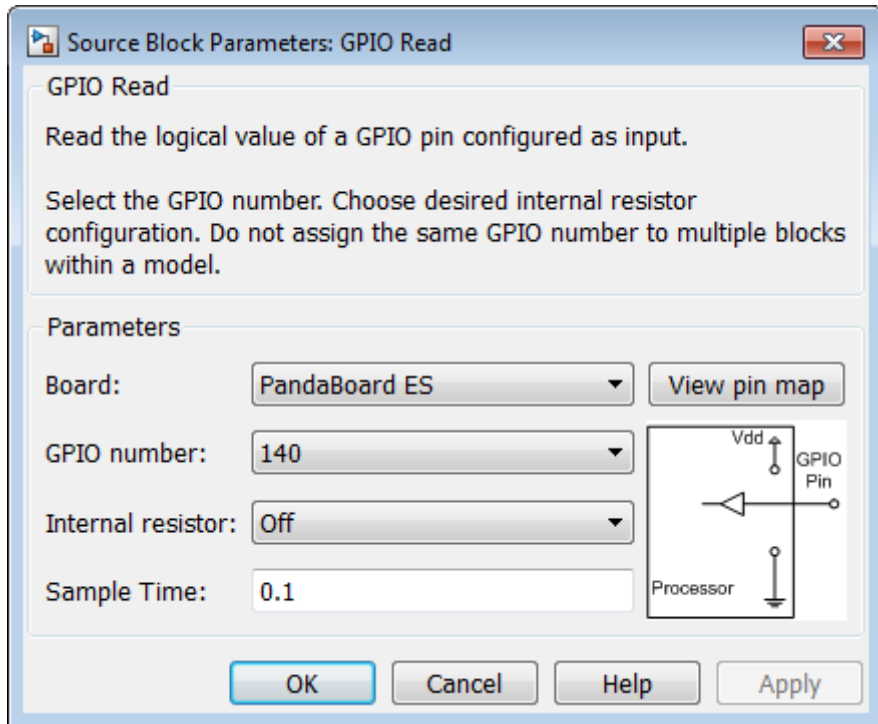 Source Block Parameters: GPIO Read
GPIO Read
Read the logical value of a GPIO pin configured as input.
Select the GPIO number. Choose desired internal resistor
configuration. Do not assign the same GPIO number to multiple blocks
within a model.
Parameters
Board: PandaBoard ES View pin map
GPIO number: 140
Internal resistor: Off
Sample Time: 0.1
Vdd
GPIO
Pin
Processor
OK Cancel Help Apply